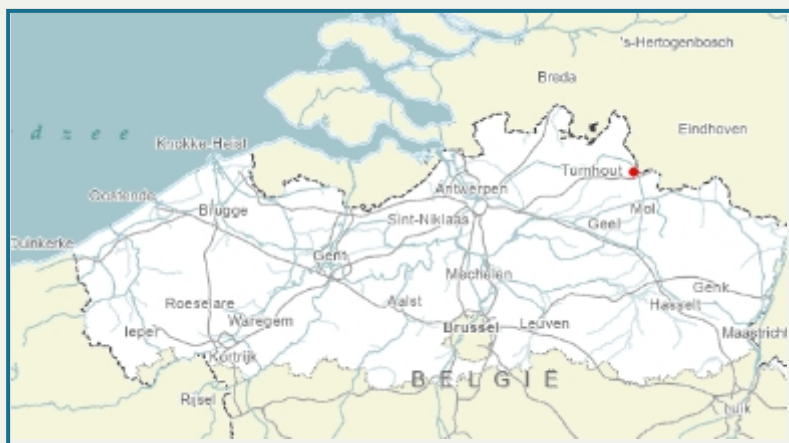 's-Hertogenbosch
Breda
dzee
Eindhoven
Knokke-Heist
Turnhout
Antwerpen
Oostende
Brugge
Sint-Niklaas
Geel
Mol
Duinkerke
Gent
Mechelen
Genk
Roeselare
Aalst
Hasselt
Ieper
Waregem
Brussel
Leuven
Maastricht
Kortrijk
BELGIË
Rijsel
Luik